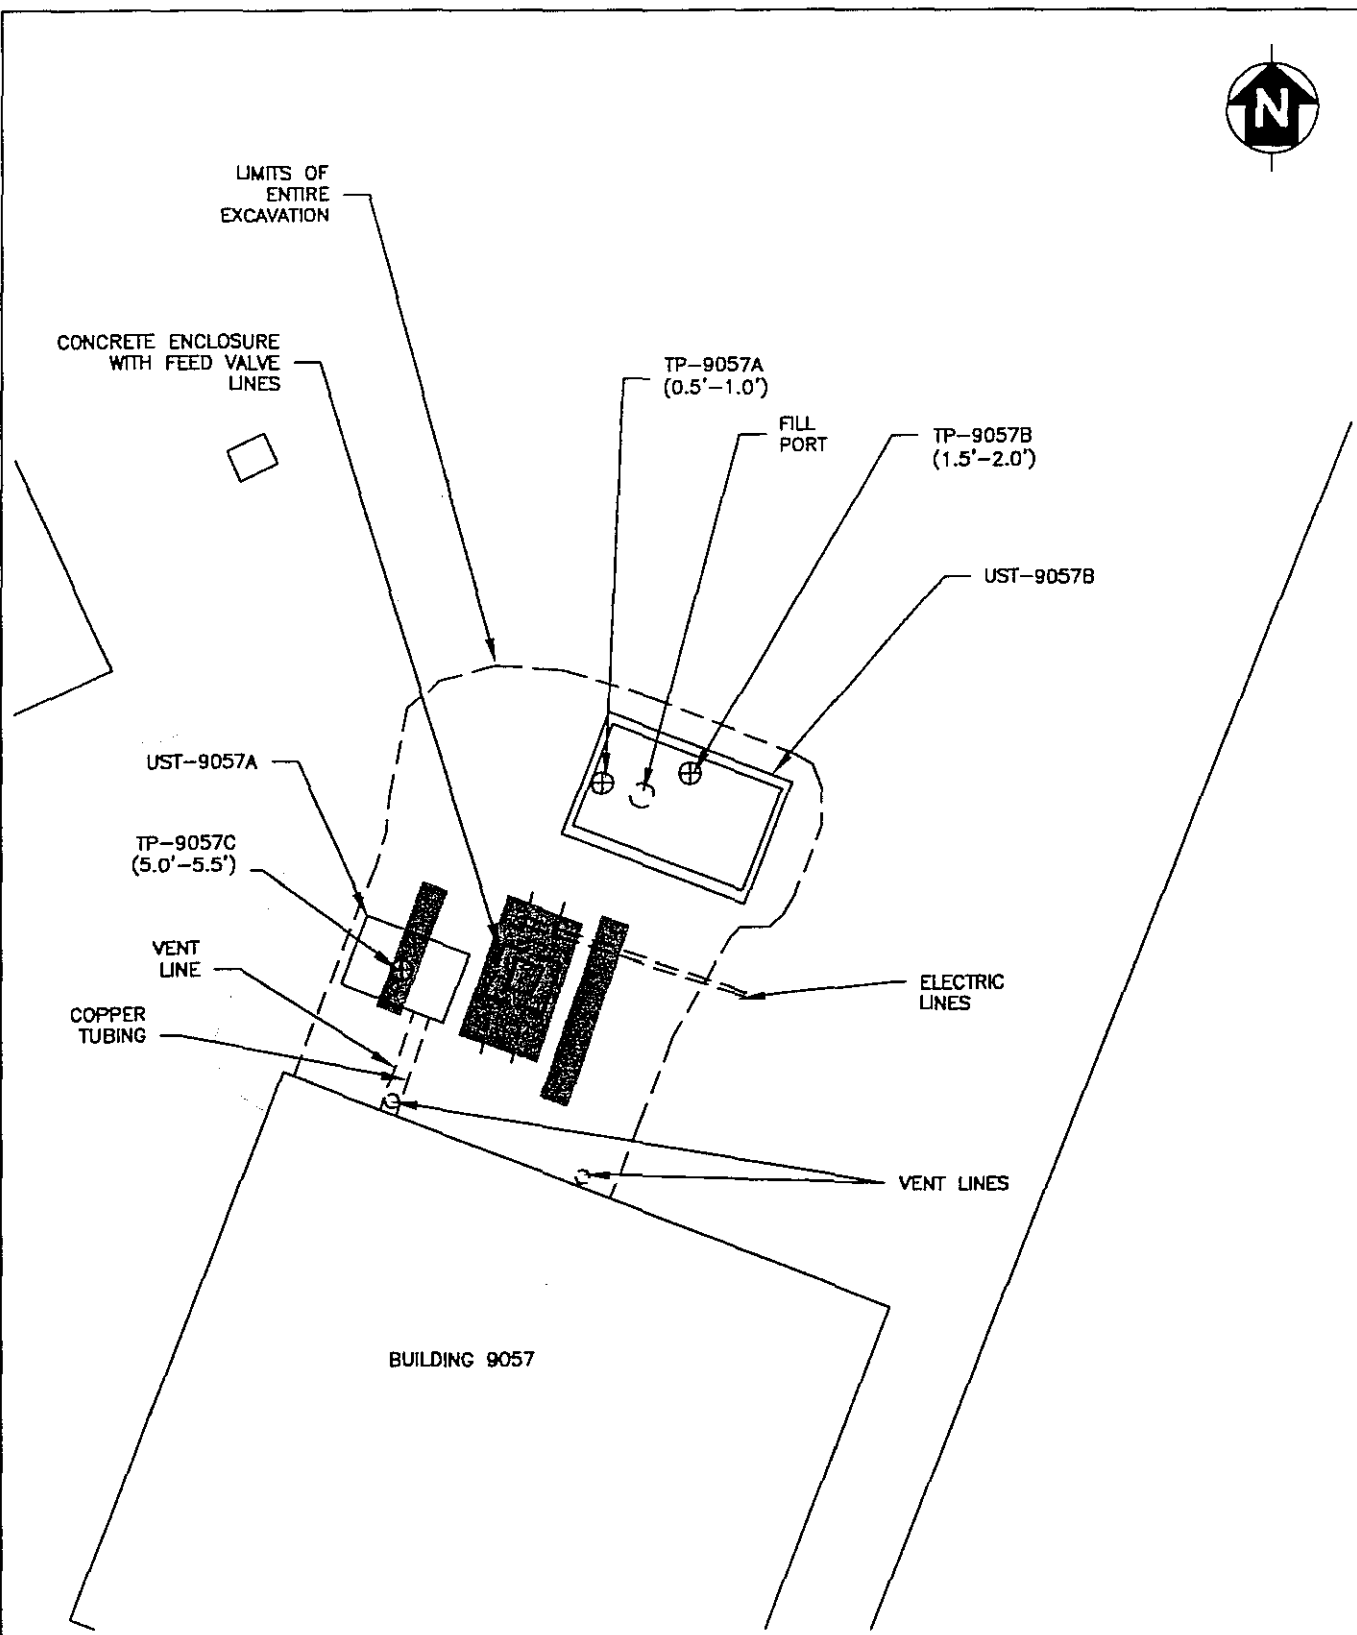 N
LIMITS OF
ENTIRE
EXCAVATION
CONCRETE ENCLOSURE
WITH FEED VALVE
LINES
TP-9057A
(0.5'-1.0')
FILL
PORT
TP-9057B
(1.5'-2.0')
UST-9057B
UST-9057A
TP-9057C
(5.0'-5.5')
VENT
LINE
COPPER
TUBING
ELECTRIC
LINES
VENT LINES
BUILDING 9057